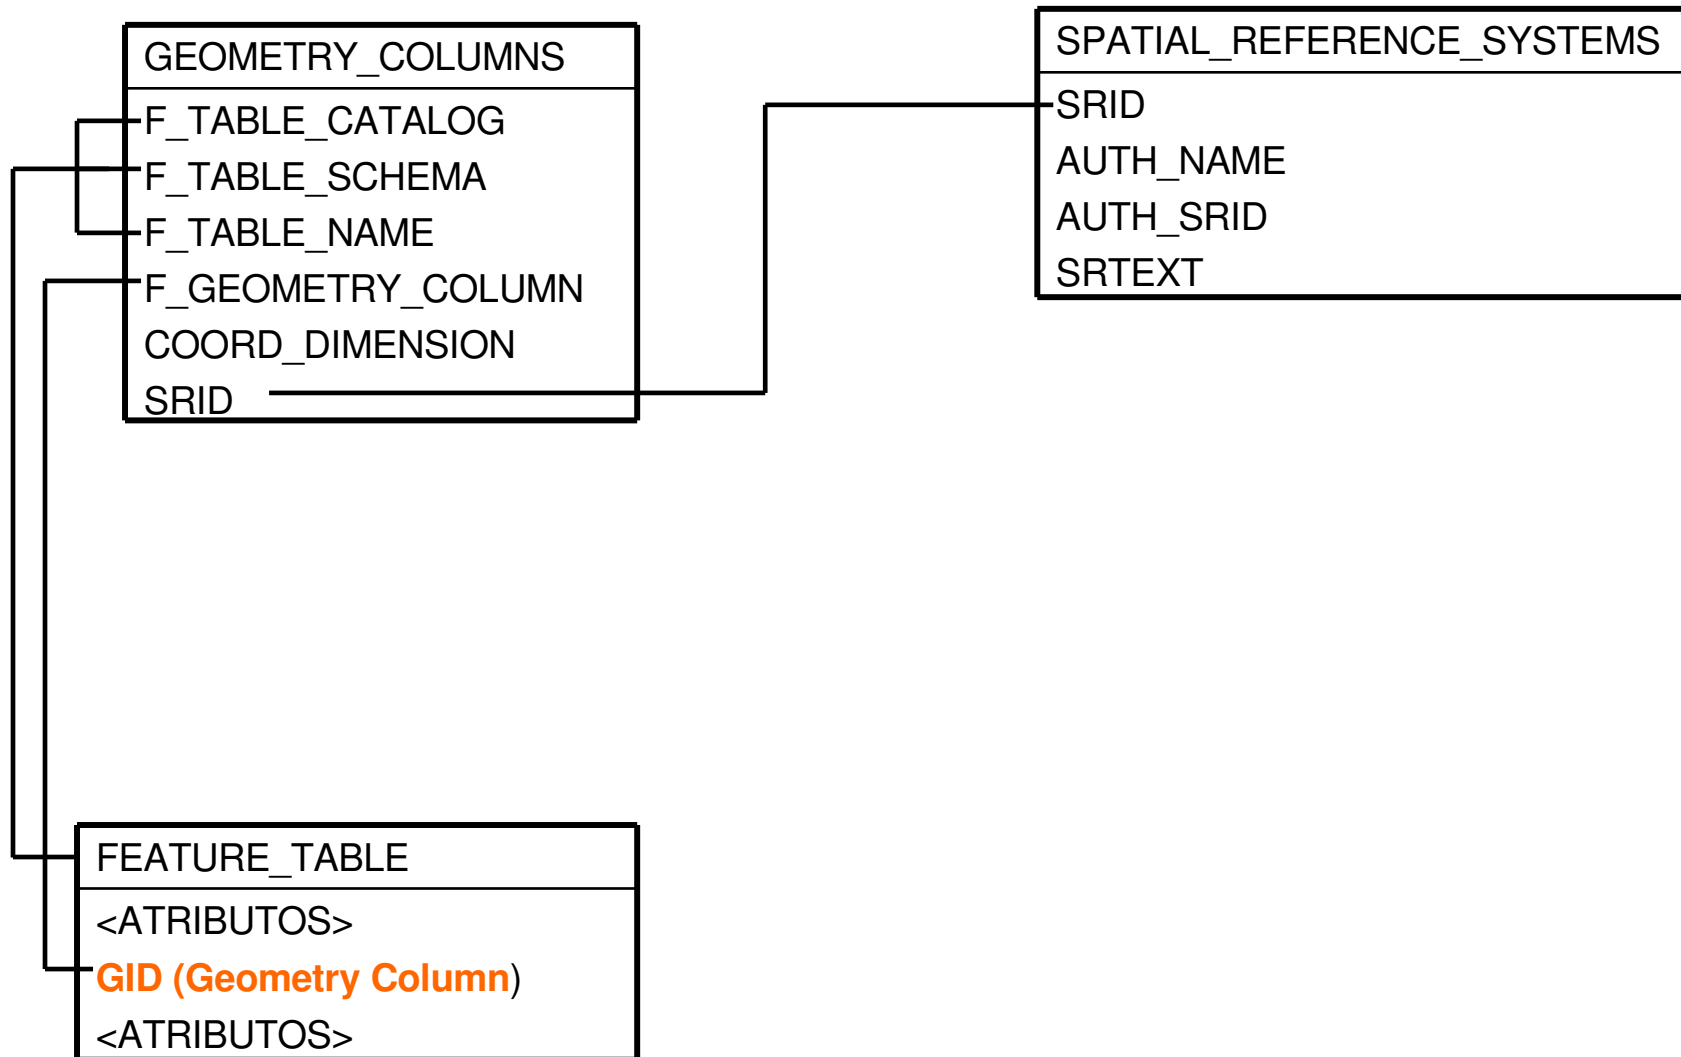 GEOMETRY_COLUMNS
F_TABLE_CATALOG
F_TABLE_SCHEMA
F_TABLE_NAME
F_GEOMETRY_COLUMN
COORD_DIMENSION
SRID
SPATIAL_REFERENCE_SYSTEMS
SRID
AUTH_NAME
AUTH_SRID
SRTEXT
FEATURE_TABLE
<ATRIBUTOS>
GID (Geometry Column)
<ATRIBUTOS>